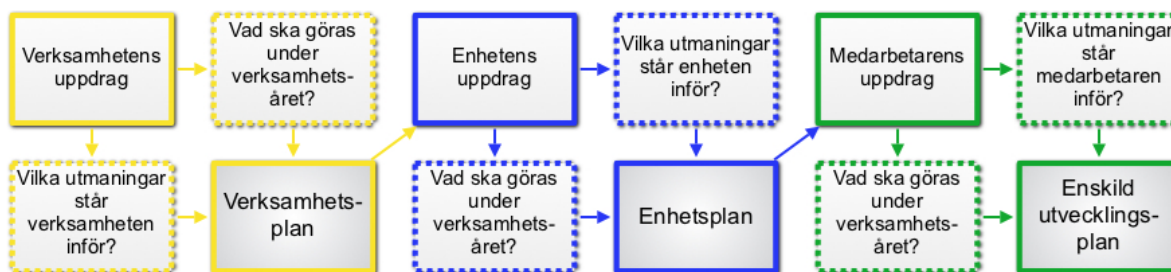 Verksamhetens
uppdrag
Vad ska göras
under
verksamhets-
året?
Enhetens
uppdrag
Vilka utmaningar
står enheten
inför?
Medarbetarens
uppdrag
Vilka utmaningar
står
medarbetaren
inför?
Vilka utmaningar
står
verksamheten
inför?
Verksamhets-
plan
Vad ska göras
under
verksamhets-
året?
Enhetsplan
Vad ska göras
under
verksamhets-
året?
Enskild
utvecklings-
plan